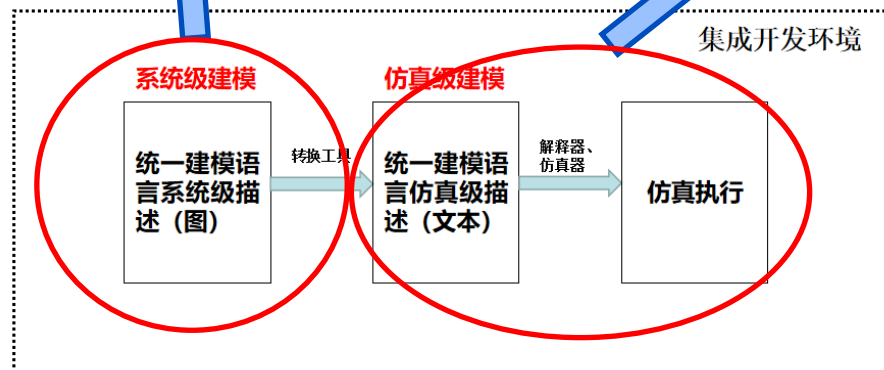 集成开发环境
系统级建模
仿真级建模
统一建模语
言系统级描
述（图）
转换工具
统一建模语
言仿真级描
述（文本）
解释器、
仿真器
仿真执行